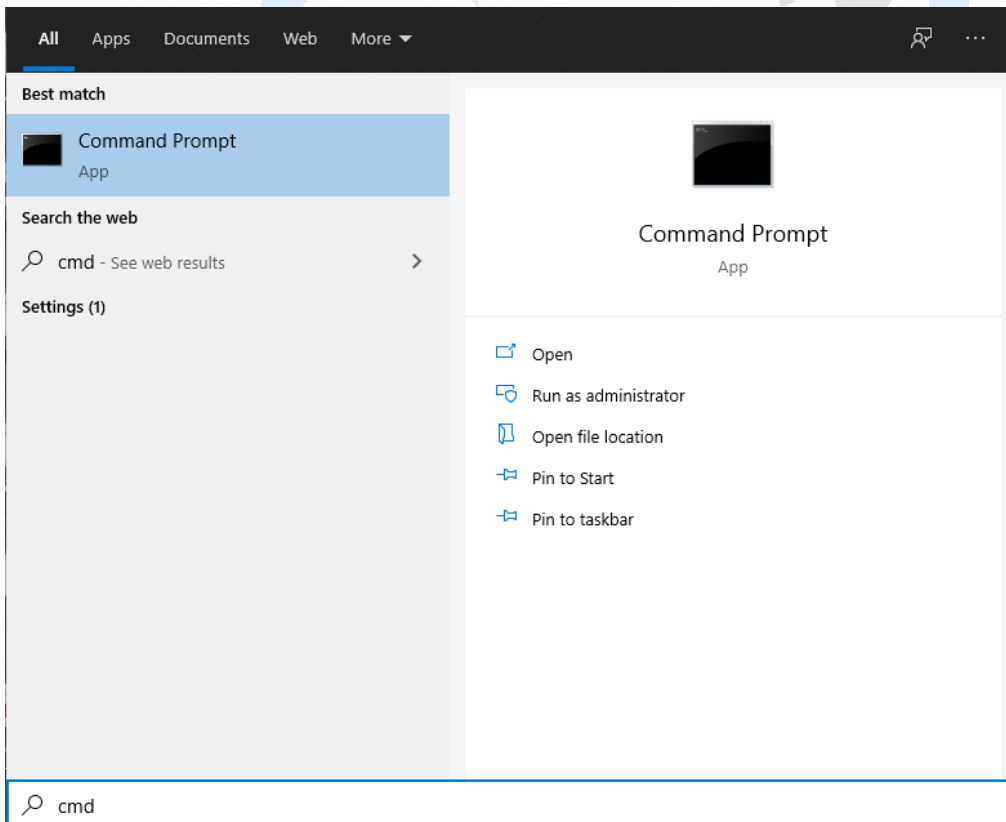 All Apps Documents Web More
Best match
Command Prompt
App
Search the web
cmd - See web results
Settings (1)
Command Prompt
App
Open
Run as administrator
Open file location
Pin to Start
Pin to taskbar
cmd